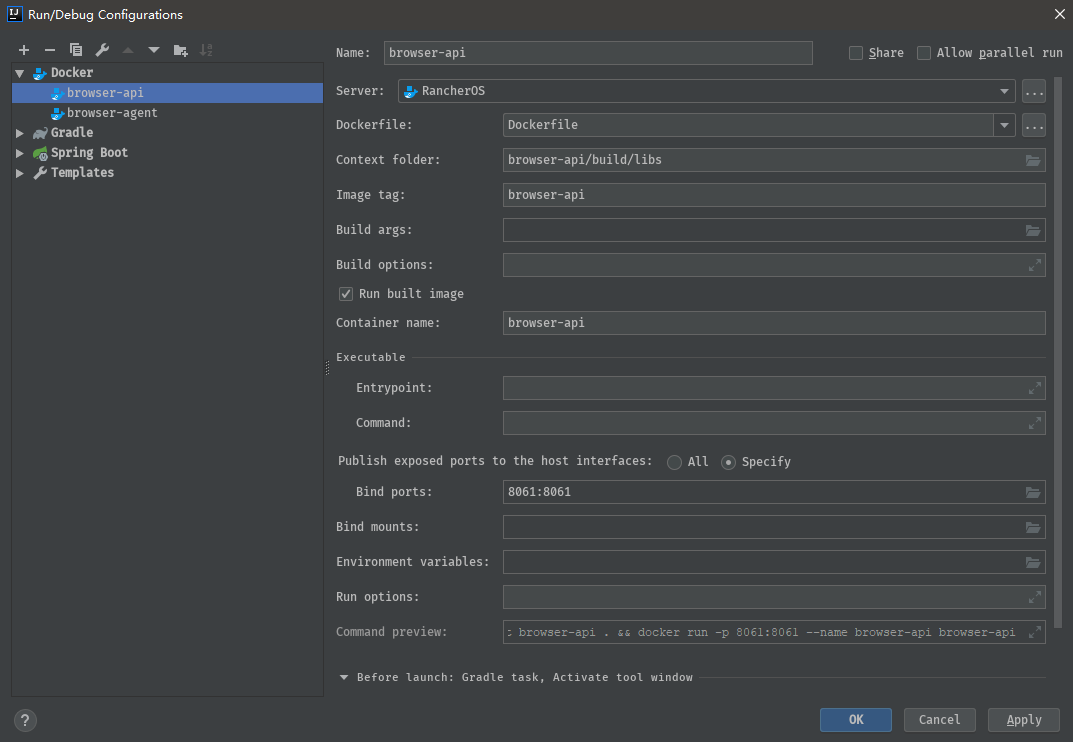 Run/Debug Configurations
Name: browser-api Share Allow parallel run
Docker
browser-api
browser-agent
Gradle
Spring Boot
Templates
Server: RancherOS ...
Dockerfile: Dockerfile ...
Context folder: browser-api/build/libs
Image tag: browser-api
Build args:
Build options:
Run built image
Container name: browser-api
Executable
Entrypoint:
Command:
Publish exposed ports to the host interfaces: All Specify
Bind ports: 8061:8061
Bind mounts:
Environment variables:
Run options:
Command preview: browser-api . && docker run -p 8061:8061 --name browser-api browser-api
Before launch: Gradle task, Activate tool window
? OK Cancel Apply